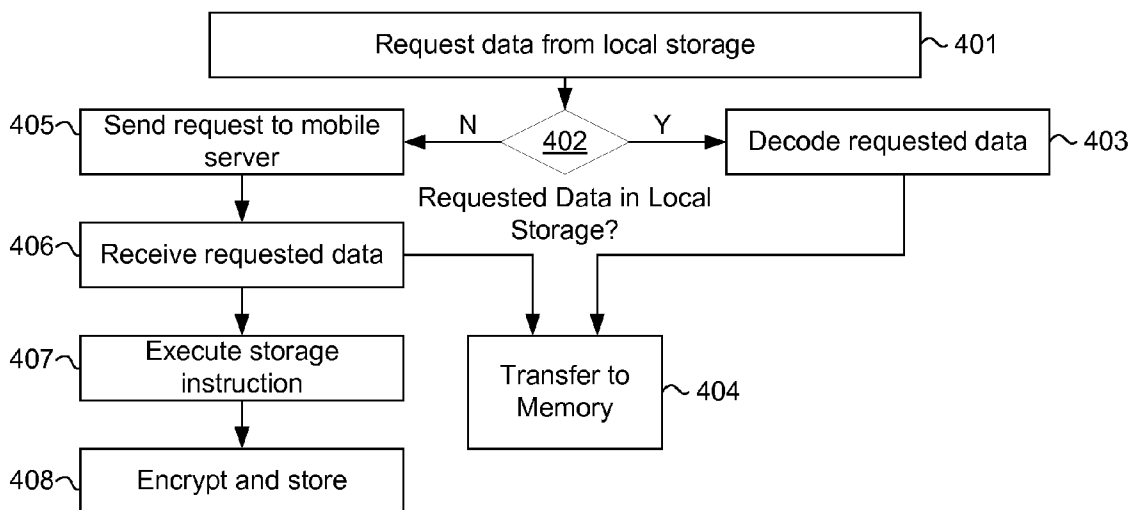 Request data from local storage
401
405
Send request to mobile
server
N
402
Y
Decode requested data
403
Requested Data in Local
Storage?
406
Receive requested data
407
Execute storage
instruction
Transfer to
Memory
404
408
Encrypt and store